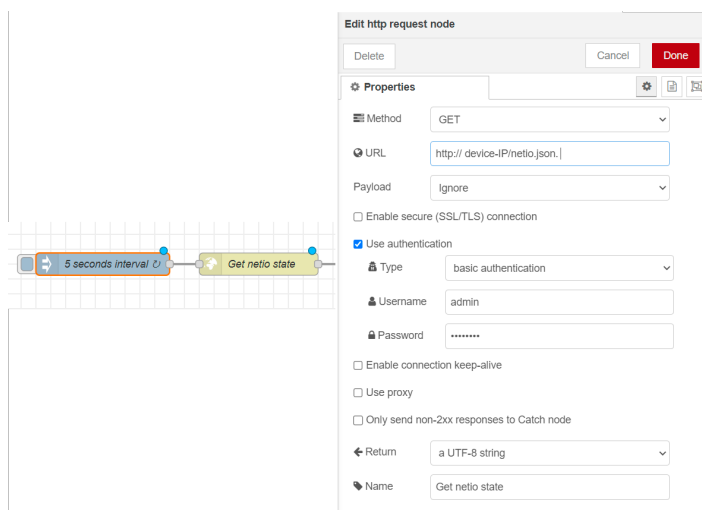 Edit http request node
Delete
Cancel
Done
Properties
Method
GET
URL
http:// device-IP/netio.json.
Payload
Ignore
Enable secure (SSL/TLS) connection
Use authentication
Type
basic authentication
Username
admin
Password
••••••••
Enable connection keep-alive
Use proxy
Only send non-2xx responses to Catch node
Return
a UTF-8 string
Name
Get netio state
5 seconds interval ↻
Get netio state